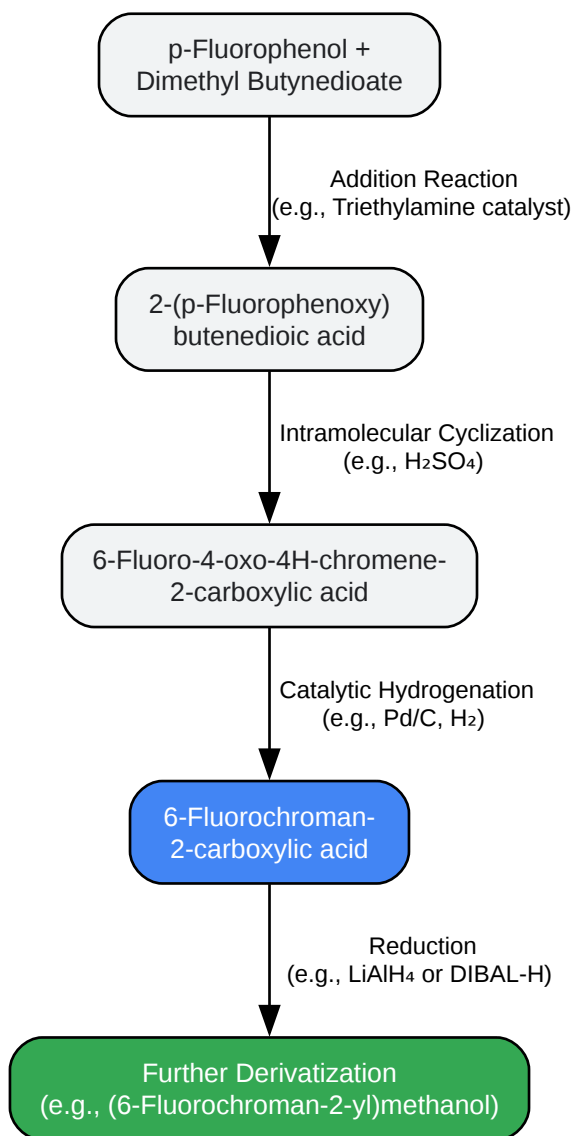 p-Fluorophenol +
Dimethyl Butynedioate
Addition Reaction
(e.g., Triethylamine catalyst)
2-(p-Fluorophenoxy)
butenedioic acid
Intramolecular Cyclization
(e.g., H₂SO₄)
6-Fluoro-4-oxo-4H-chromene-
2-carboxylic acid
Catalytic Hydrogenation
(e.g., Pd/C, H₂)
6-Fluorochroman-
2-carboxylic acid
Reduction
(e.g., LiAlH₄ or DIBAL-H)
Further Derivatization
(e.g., (6-Fluorochroman-2-yl)methanol)